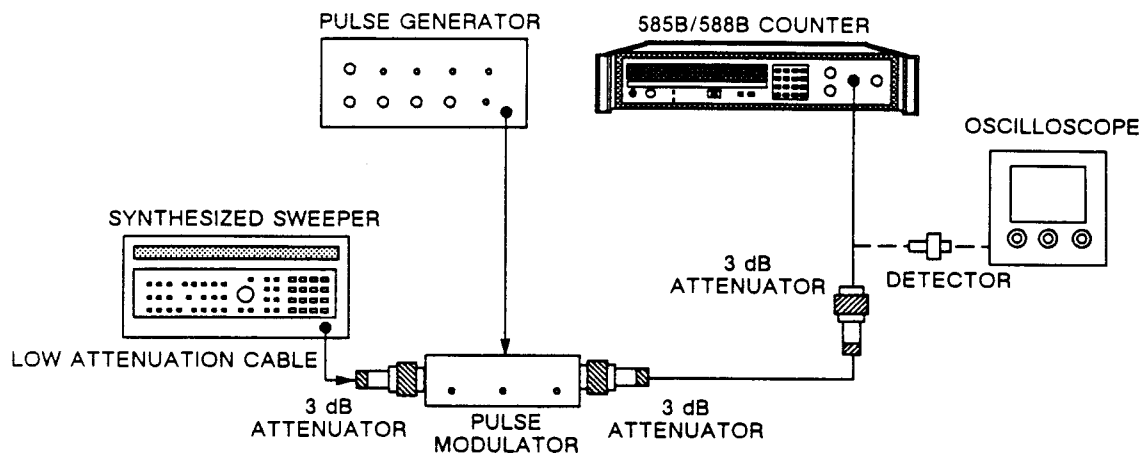 PULSE GENERATOR
585B/588B COUNTER
OSCILLOSCOPE
SYNTHESIZED SWEEPER
3 dB
ATTENUATOR
DETECTOR
LOW ATTENUATION CABLE
3 dB
ATTENUATOR
PULSE
MODULATOR
3 dB
ATTENUATOR